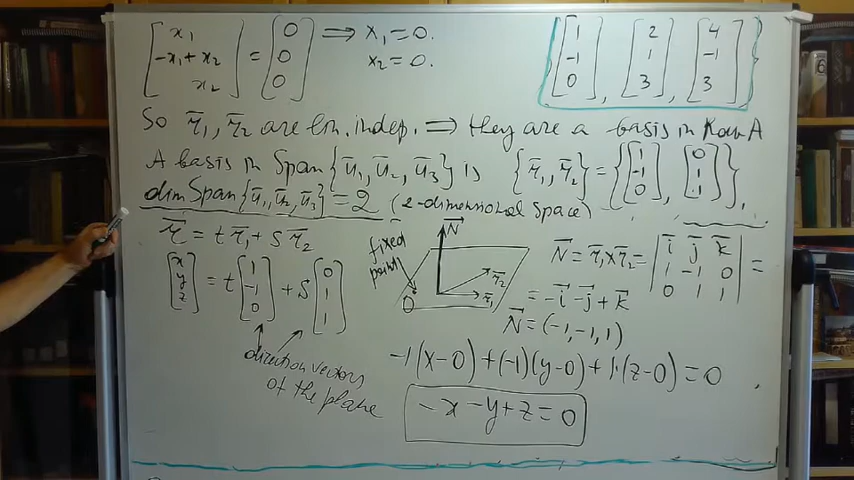 [x₁; -x₁+x₂; x₂] = [0; 0; 0] ⟹ x₁=0. x₂=0.
[1; -1; 0], [2; 1; 3], [4; -1; 3]
So r̄₁, r̄₂ are lin. indep. ⟹ they are a basis in RowA
A basis in Span{ū₁, ū₂, ū₃} is {r̄₁, r̄₂} = {[1; -1; 0], [0; 1; 1]}.
dim Span{ū₁, ū₂, ū₃} = 2 (2-dimensional space)
r̄ = t r̄₁ + s r̄₂
[x; y; z] = t[1; -1; 0] + s[0; 1; 1]
direction vectors
of the plane
fixed
point
N̄
r̄₂
r̄₁
O
N̄ = r̄₁ x r̄₂ = |ī j̄ k̄; 1 -1 0; 0 1 1| =
= -ī - j̄ + k̄
N̄ = (-1, -1, 1)
-1(x-0) + (-1)(y-0) + 1·(z-0) = 0
-x - y + z = 0